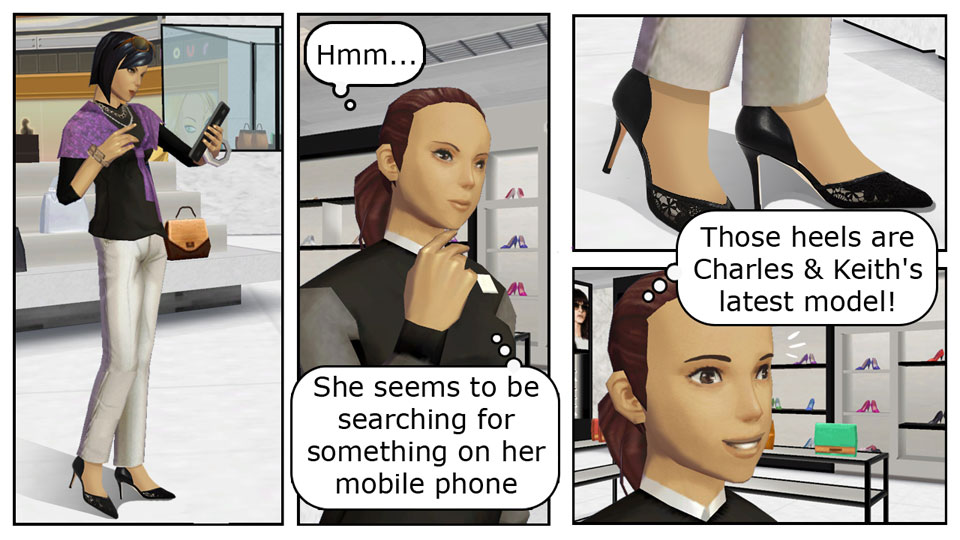 Hmm...
She seems to be
searching for
something on her
mobile phone
Those heels are
Charles & Keith's
latest model!